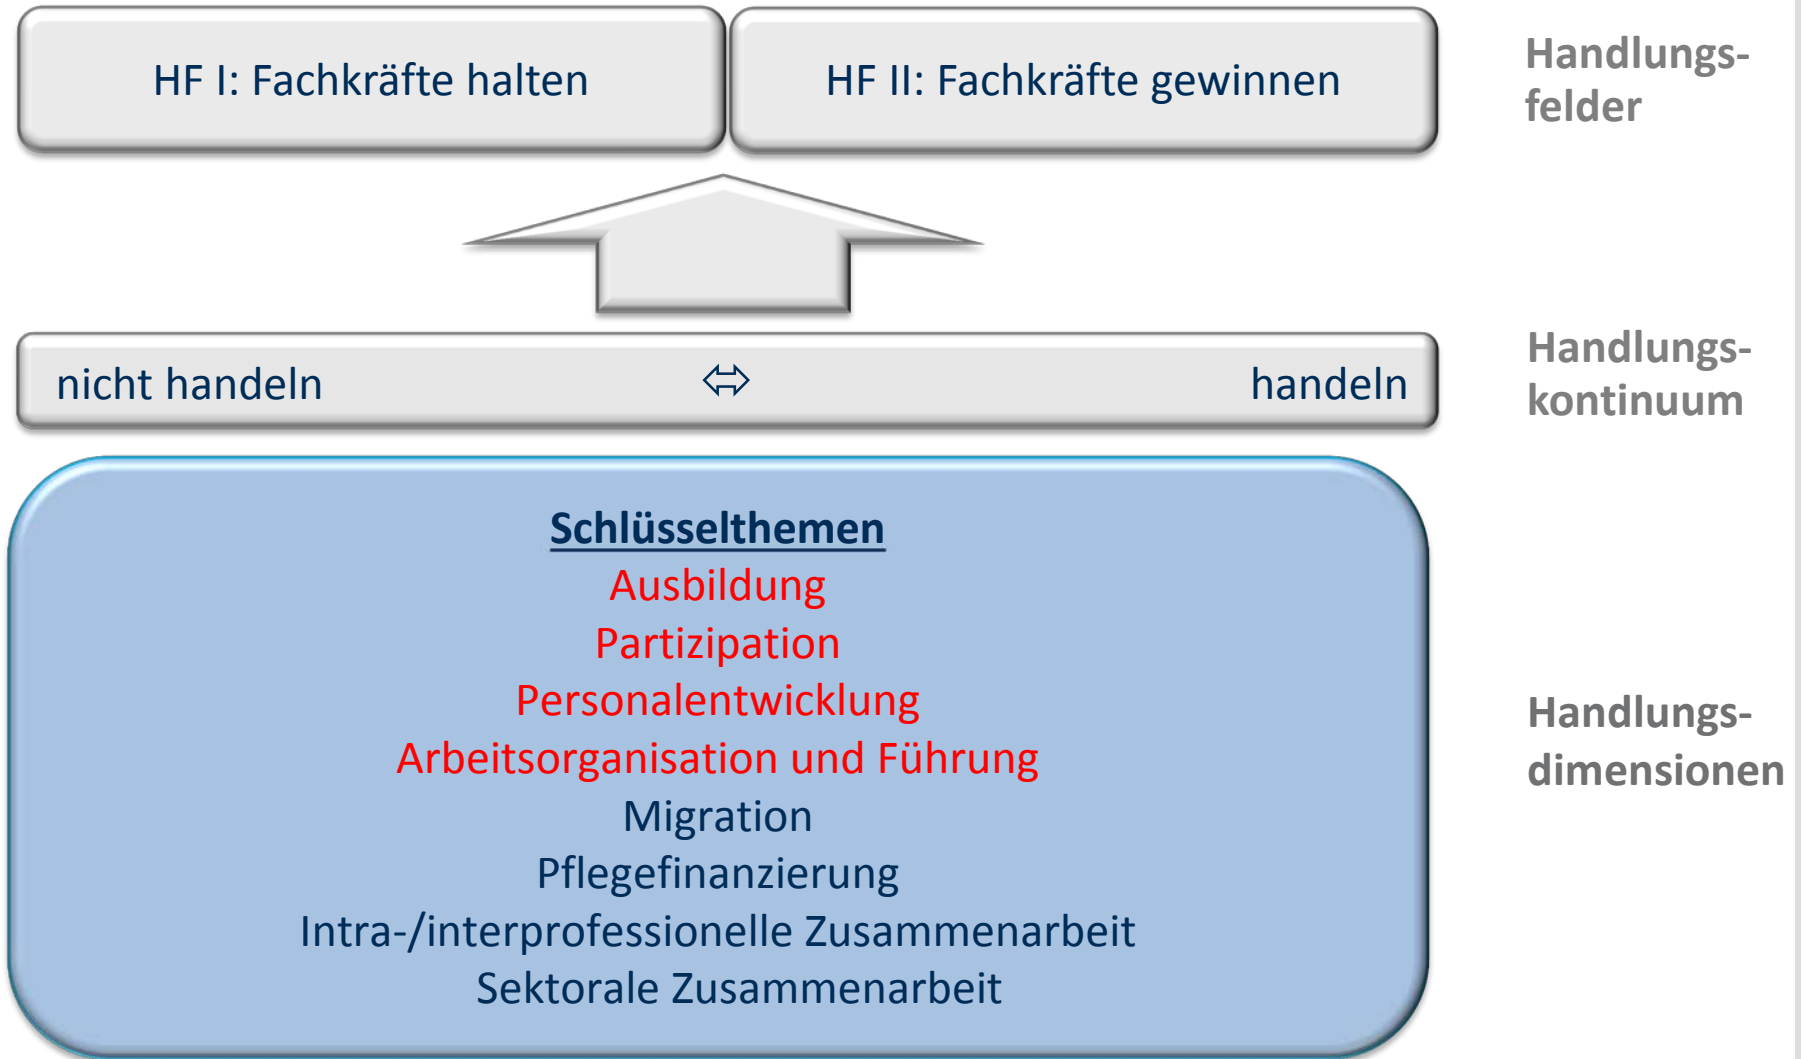 HF I: Fachkräfte halten
HF II: Fachkräfte gewinnen
Handlungs-
felder
nicht handeln ⬄ handeln
Handlungs-
kontinuum
Schlüsselthemen
Ausbildung
Partizipation
Personalentwicklung
Arbeitsorganisation und Führung
Migration
Pflegefinanzierung
Intra-/interprofessionelle Zusammenarbeit
Sektorale Zusammenarbeit
Handlungs-
dimensionen